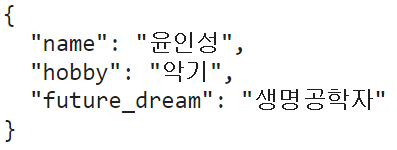 {
  "name": "윤인성",
  "hobby": "악기",
  "future_dream": "생명공학자"
}